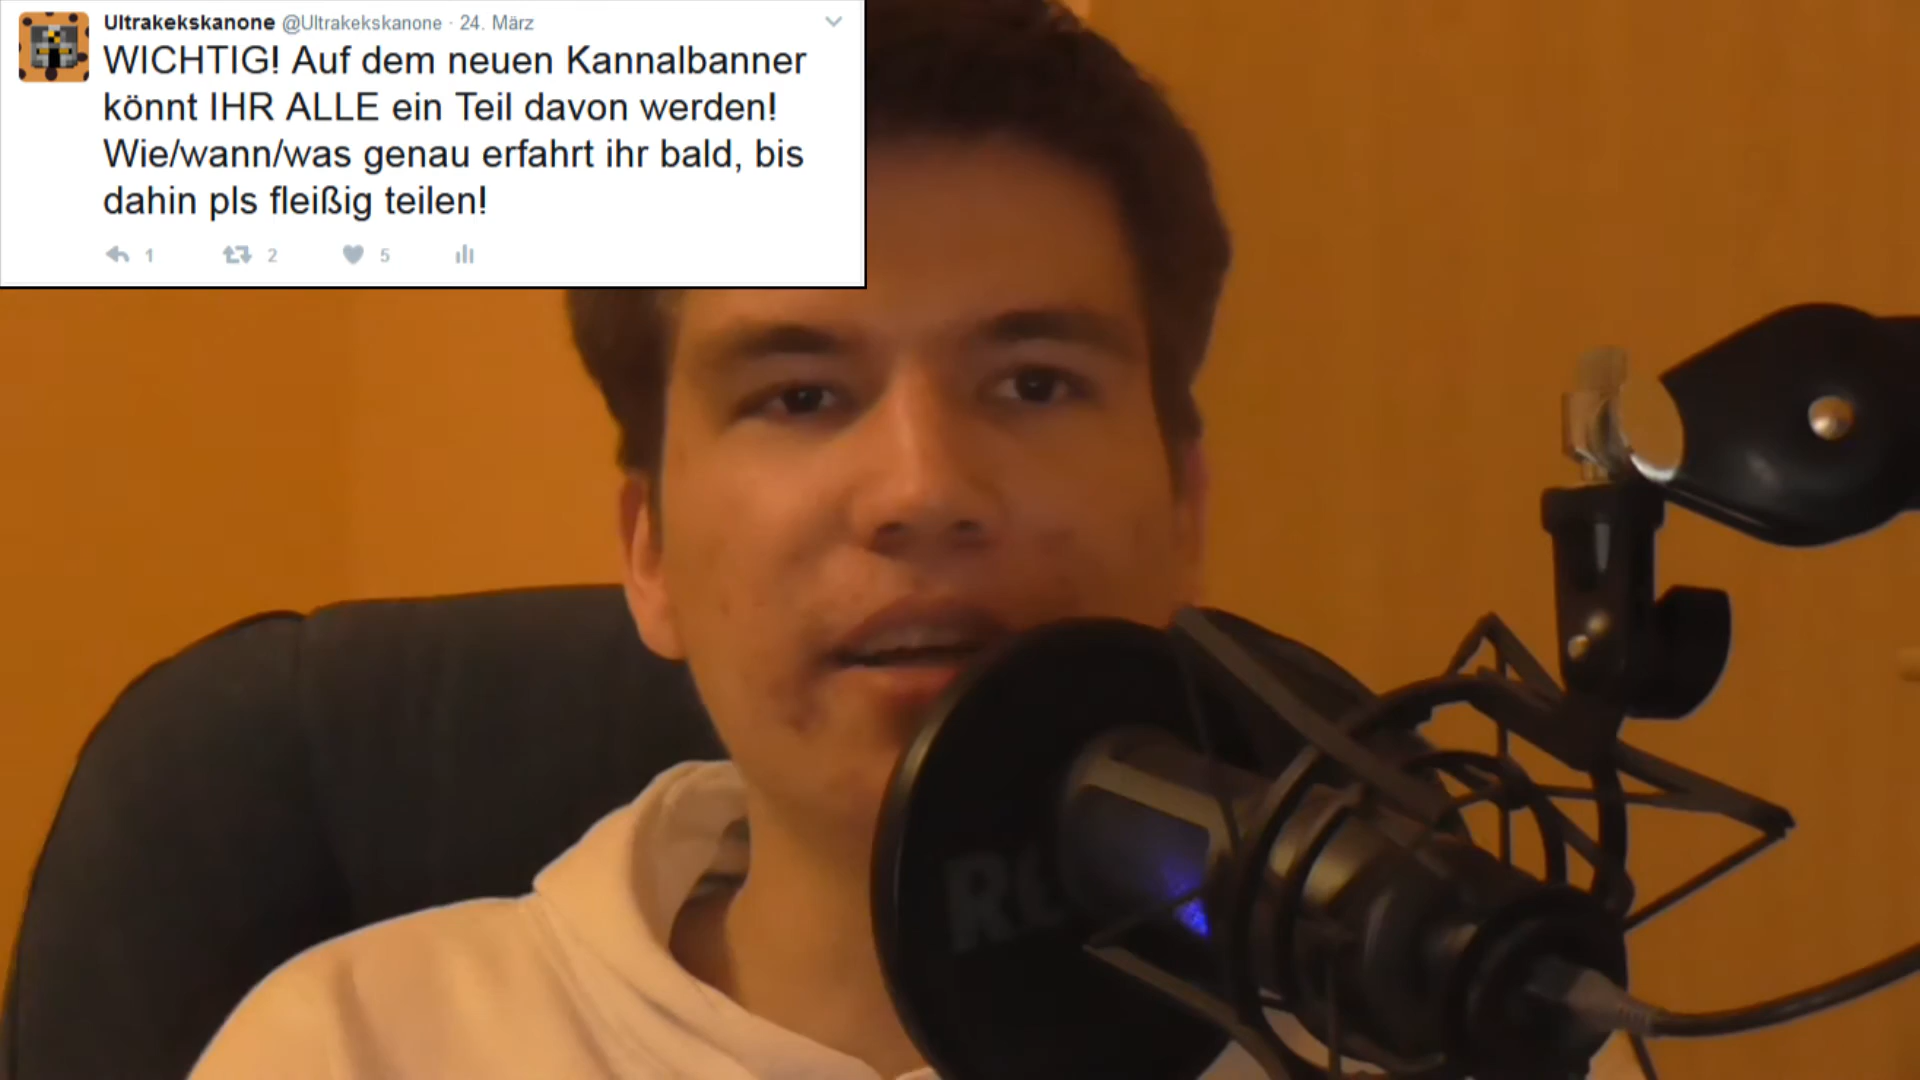 Ultrakekskanone @Ultrakekskanone · 24. März
WICHTIG! Auf dem neuen Kannalbanner
könnt IHR ALLE ein Teil davon werden!
Wie/wann/was genau erfahrt ihr bald, bis
dahin pls fleißig teilen!
1 2 5